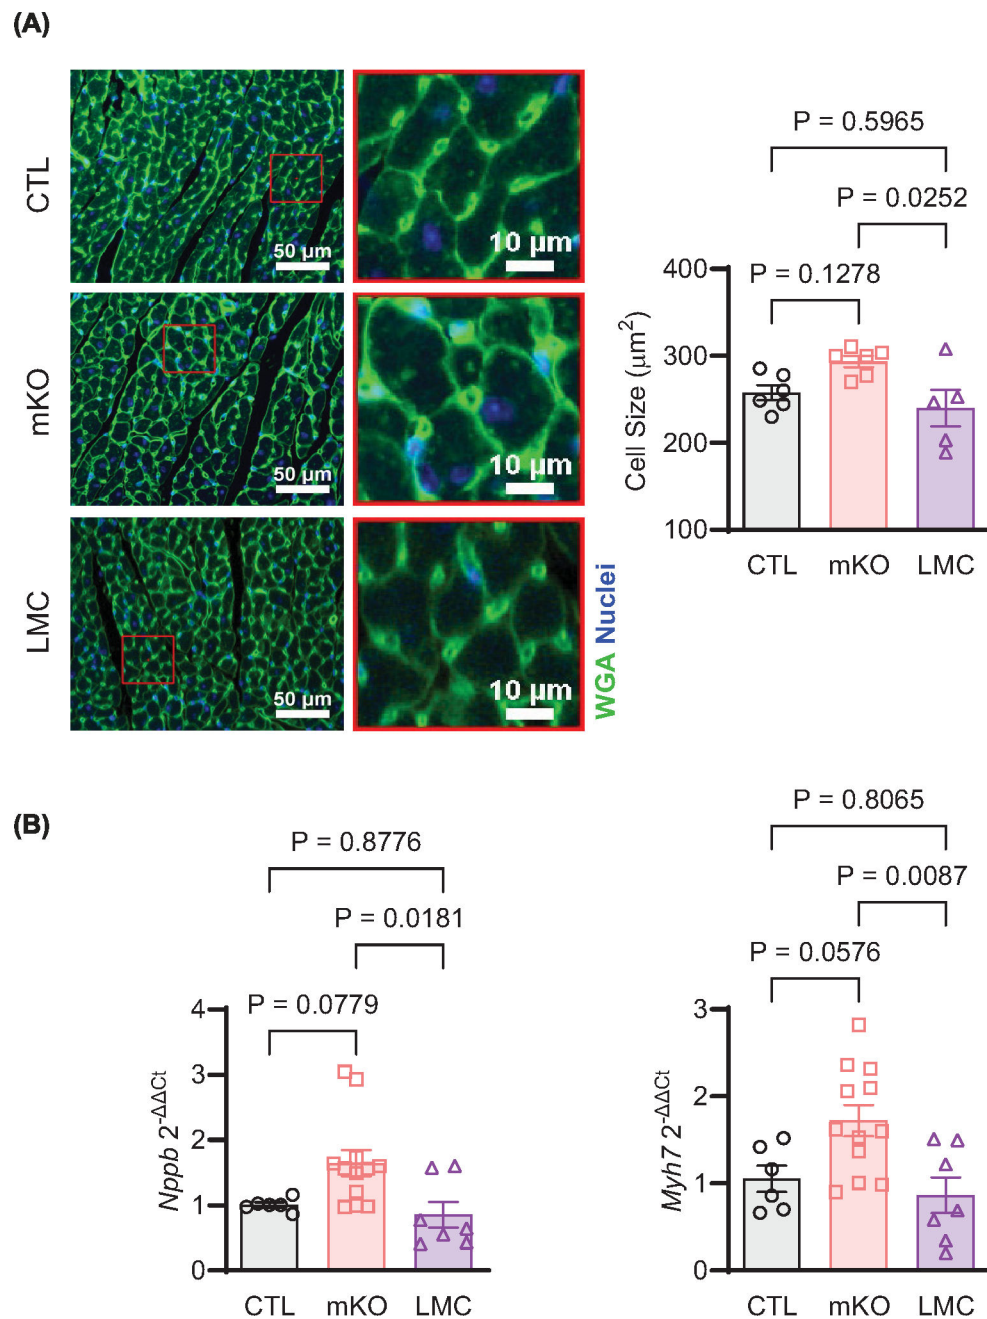 (A)
CTL
50 µm
10 µm
mKO
50 µm
10 µm
LMC
50 µm
10 µm
WGA Nuclei
P = 0.5965
P = 0.0252
P = 0.1278
400
300
200
100
Cell Size (µm²)
CTL mKO LMC
(B)
P = 0.8776
P = 0.0181
P = 0.0779
4
3
2
1
0
Nppb 2^-ΔΔCt
CTL mKO LMC
P = 0.8065
P = 0.0087
P = 0.0576
3
2
1
0
Myh7 2^-ΔΔCt
CTL mKO LMC